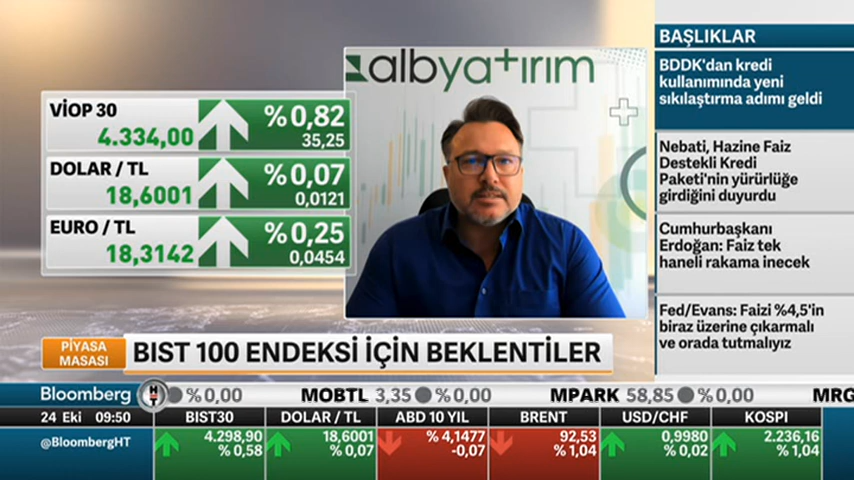 albyatırım
VİOP 30
4.334,00
%0,82
35,25
DOLAR / TL
18,6001
%0,07
0,0121
EURO / TL
18,3142
%0,25
0,0454
BAŞLIKLAR
BDDK'dan kredi
kullanımında yeni
sıkılaştırma adımı geldi
Nebati, Hazine Faiz
Destekli Kredi
Paketi'nin yürürlüğe
girdiğini duyurdu
Cumhurbaşkanı
Erdoğan: Faiz tek
haneli rakama inecek
Fed/Evans: Faizi %4,5'in
biraz üzerine çıkarmalı
ve orada tutmalıyız
PİYASA
MASASI
BIST 100 ENDEKSİ İÇİN BEKLENTİLER
Bloomberg HT %0,00 MOBTL 3,35 %0,00 MPARK 58,85 %0,00 MRG
24 Eki 09:50
@BloombergHT
BIST30
4.298,90
%0,58
DOLAR / TL
18,6001
%0,07
ABD 10 YIL
%4,1477
-0,07
BRENT
92,53
%1,04
USD/CHF
0,9980
%0,02
KOSPI
2.236,16
%1,04